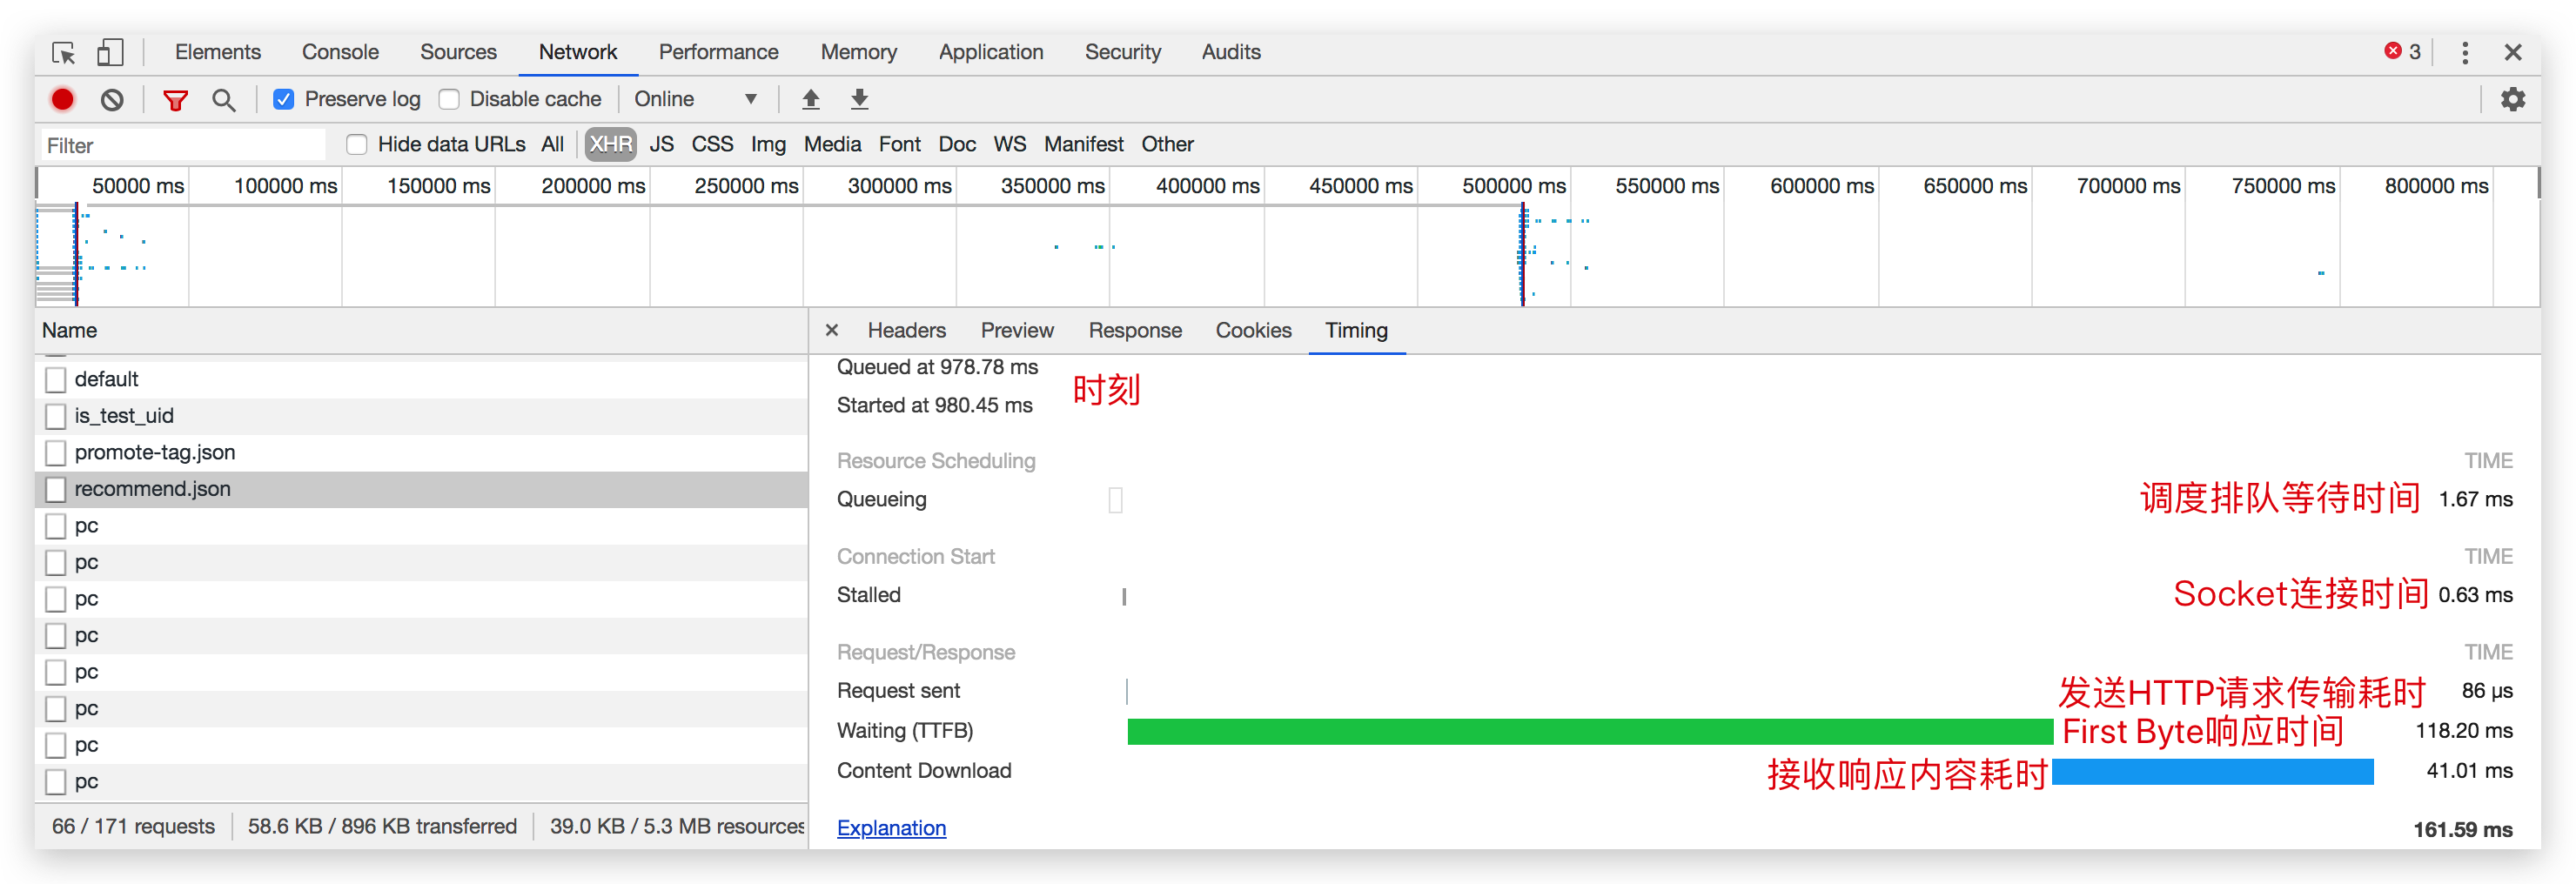 Elements Console Sources Network Performance Memory Application Security Audits 3
Preserve log Disable cache Online
Filter Hide data URLs All XHR JS CSS Img Media Font Doc WS Manifest Other
50000 ms 100000 ms 150000 ms 200000 ms 250000 ms 300000 ms 350000 ms 400000 ms 450000 ms 500000 ms 550000 ms 600000 ms 650000 ms 700000 ms 750000 ms 800000 ms
Name
default
is_test_uid
promote-tag.json
recommend.json
pc
pc
pc
pc
pc
pc
pc
pc
66 / 171 requests 58.6 KB / 896 KB transferred 39.0 KB / 5.3 MB resources
Headers Preview Response Cookies Timing
Queued at 978.78 ms
时刻
Started at 980.45 ms
Resource Scheduling TIME
Queueing 调度排队等待时间 1.67 ms
Connection Start TIME
Stalled Socket连接时间 0.63 ms
Request/Response TIME
Request sent 发送HTTP请求传输耗时 86 μs
Waiting (TTFB) First Byte响应时间 118.20 ms
Content Download 接收响应内容耗时 41.01 ms
Explanation 161.59 ms